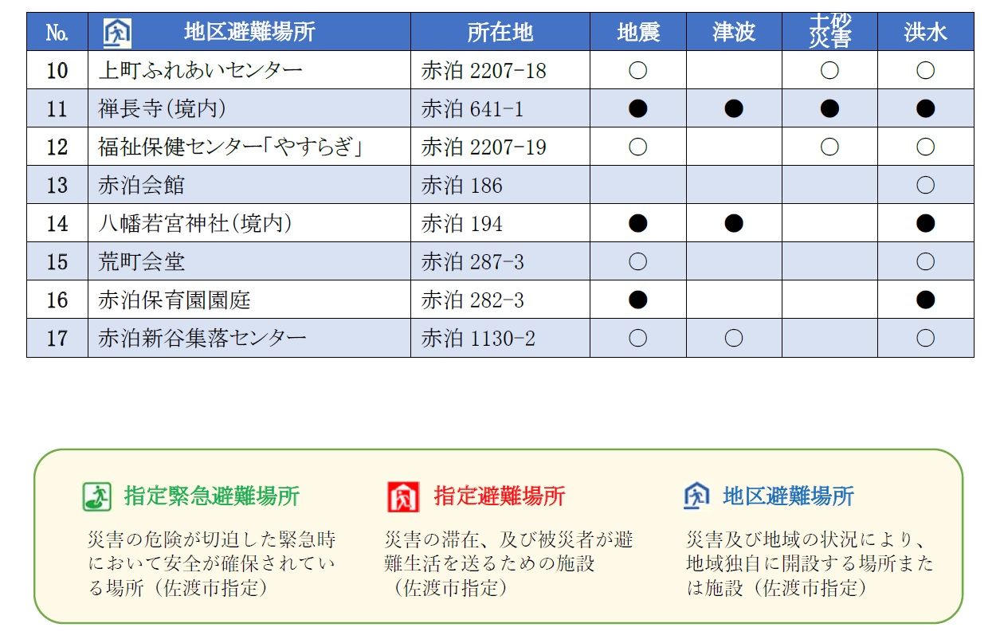 № 地区避難場所 所在地 地震 津波 土砂災害 洪水
10 上町ふれあいセンター 赤泊 2207-18 ○ ○ ○
11 禅長寺（境内） 赤泊 641-1 ● ● ● ●
12 福祉保健センター「やすらぎ」 赤泊 2207-19 ○ ○ ○
13 赤泊会館 赤泊 186 ○
14 八幡若宮神社（境内） 赤泊 194 ● ● ●
15 荒町会堂 赤泊 287-3 ○ ○
16 赤泊保育園園庭 赤泊 282-3 ● ●
17 赤泊新谷集落センター 赤泊 1130-2 ○ ○ ○
指定緊急避難場所
災害の危険が切迫した緊急時
において安全が確保されてい
る場所（佐渡市指定）
指定避難場所
災害の滞在、及び被災者が避
難生活を送るための施設
（佐渡市指定）
地区避難場所
災害及び地域の状況により、
地域独自に開設する場所また
は施設（佐渡市指定）